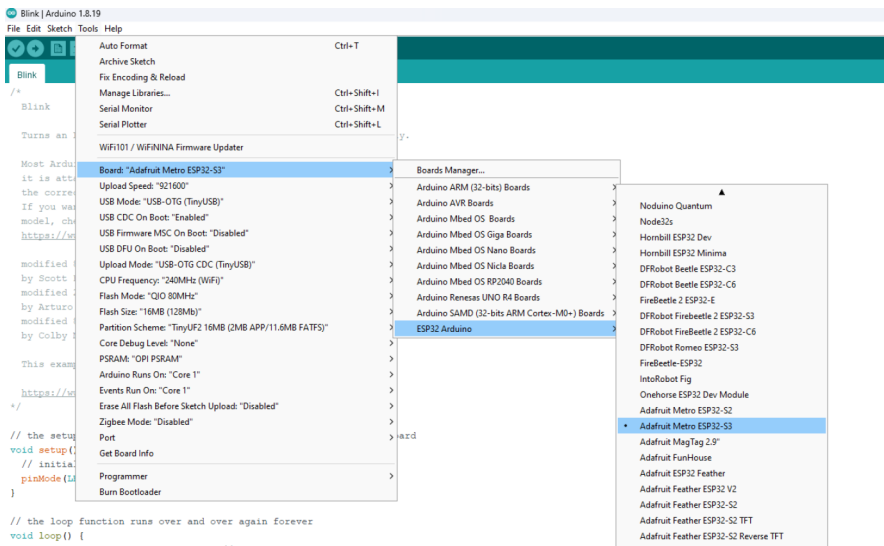 Blink | Arduino 1.8.19
File Edit Sketch Tools Help
Blink
/*
Blink
Turns an
y.
Most Ardu
it is atta
the corre
If you wan
model, che
https://w
modified
by Scott
modified
by Arturo
modified
by Colby
This examp
https://w
*/
// the setup
ard
void setup()
// initial
pinMode(L
}
// the loop function runs over and over again forever
void loop() {
Auto Format Ctrl+T
Archive Sketch
Fix Encoding & Reload
Manage Libraries... Ctrl+Shift+I
Serial Monitor Ctrl+Shift+M
Serial Plotter Ctrl+Shift+L
WiFi101 / WiFiNINA Firmware Updater
Board: "Adafruit Metro ESP32-S3"
Upload Speed: "921600"
USB Mode: "USB-OTG (TinyUSB)"
USB CDC On Boot: "Enabled"
USB Firmware MSC On Boot: "Disabled"
USB DFU On Boot: "Disabled"
Upload Mode: "USB-OTG CDC (TinyUSB)"
CPU Frequency: "240MHz (WiFi)"
Flash Mode: "QIO 80MHz"
Flash Size: "16MB (128Mb)"
Partition Scheme: "TinyUF2 16MB (2MB APP/11.6MB FATFS)"
Core Debug Level: "None"
PSRAM: "OPI PSRAM"
Arduino Runs On: "Core 1"
Events Run On: "Core 1"
Erase All Flash Before Sketch Upload: "Disabled"
Zigbee Mode: "Disabled"
Port
Get Board Info
Programmer
Burn Bootloader
Boards Manager...
Arduino ARM (32-bits) Boards
Arduino AVR Boards
Arduino Mbed OS Boards
Arduino Mbed OS Giga Boards
Arduino Mbed OS Nano Boards
Arduino Mbed OS Nicla Boards
Arduino Mbed OS RP2040 Boards
Arduino Renesas UNO R4 Boards
Arduino SAMD (32-bits ARM Cortex-M0+) Boards
ESP32 Arduino
Noduino Quantum
Node32s
Hornbill ESP32 Dev
Hornbill ESP32 Minima
DFRobot Beetle ESP32-C3
DFRobot Beetle ESP32-C6
FireBeetle 2 ESP32-E
DFRobot Firebeetle 2 ESP32-S3
DFRobot FireBeetle 2 ESP32-C6
DFRobot Romeo ESP32-S3
FireBeetle-ESP32
IntoRobot Fig
Onehorse ESP32 Dev Module
Adafruit Metro ESP32-S2
Adafruit Metro ESP32-S3
Adafruit MagTag 2.9"
Adafruit FunHouse
Adafruit ESP32 Feather
Adafruit Feather ESP32 V2
Adafruit Feather ESP32-S2
Adafruit Feather ESP32-S2 TFT
Adafruit Feather ESP32-S2 Reverse TFT